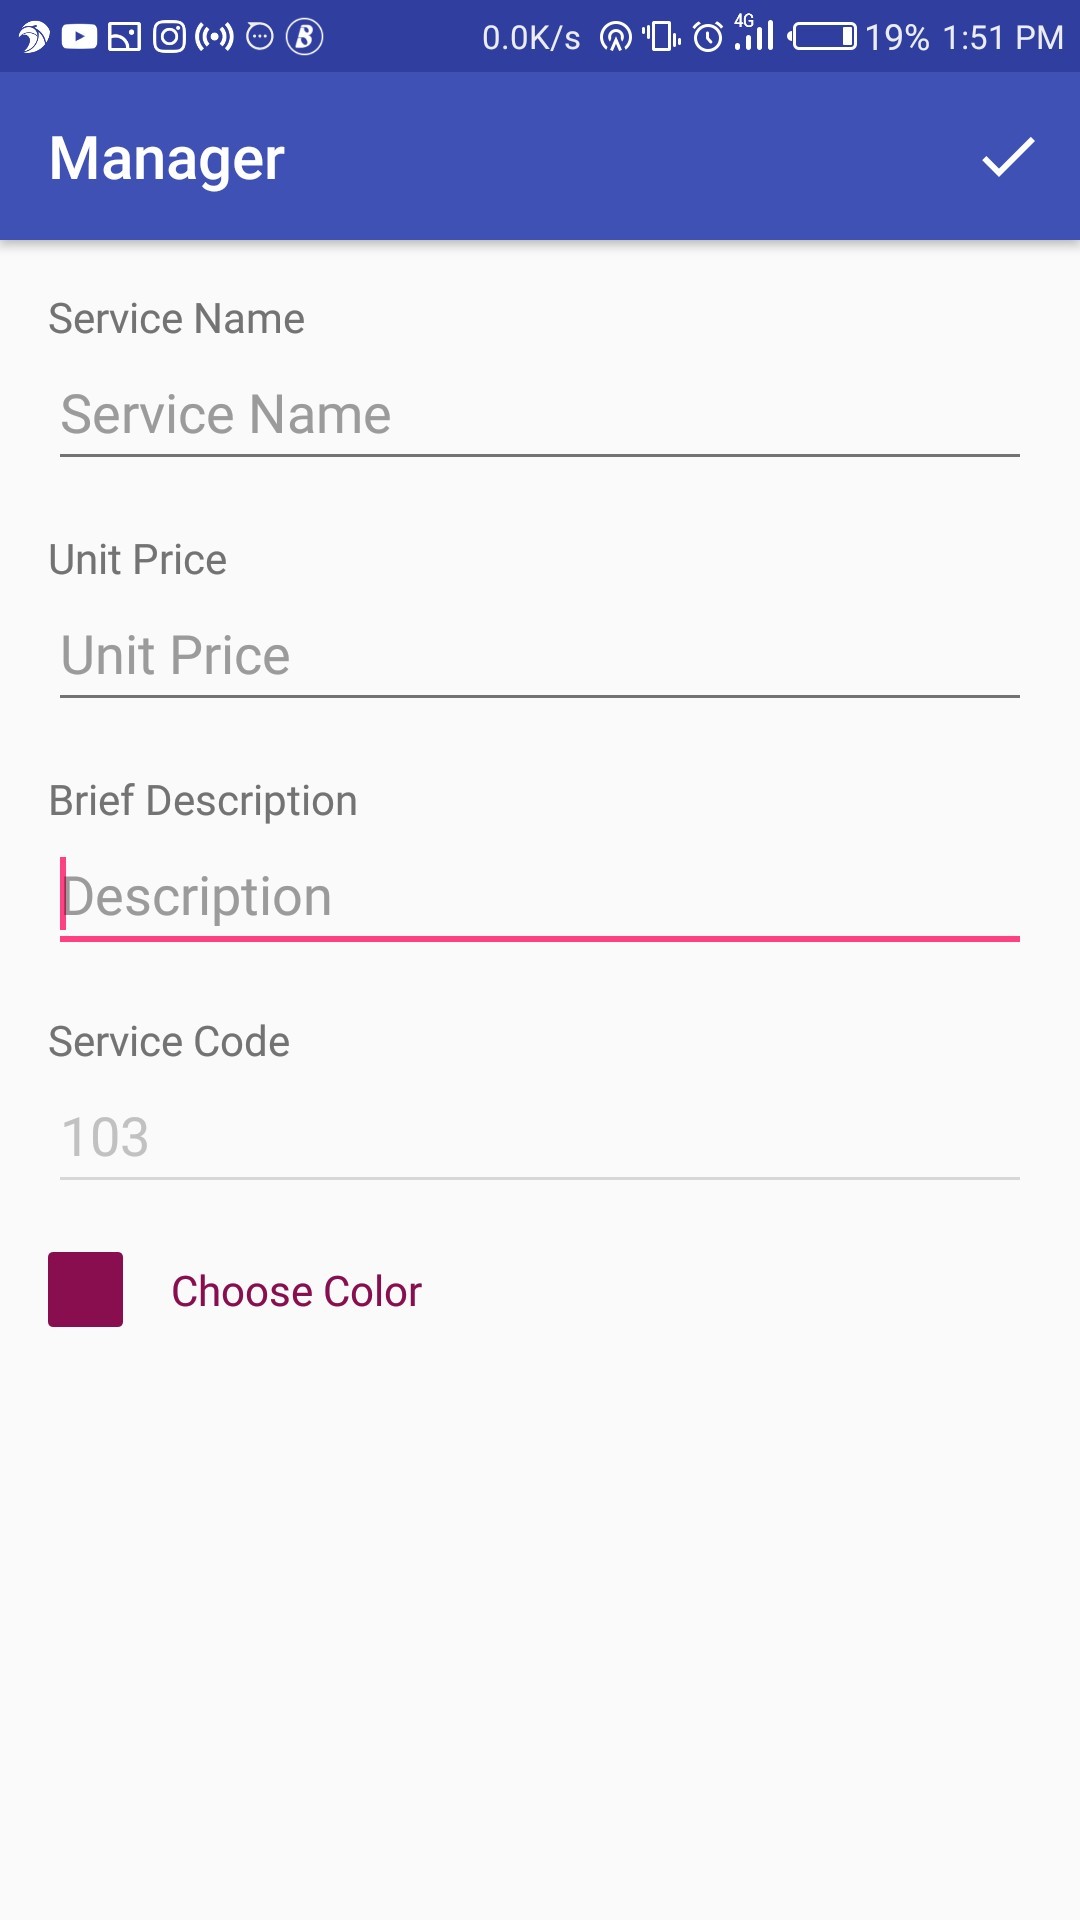 0.0K/s 4G 19% 1:51 PM
Manager
Service Name
Service Name
Unit Price
Unit Price
Brief Description
Description
Service Code
103
Choose Color